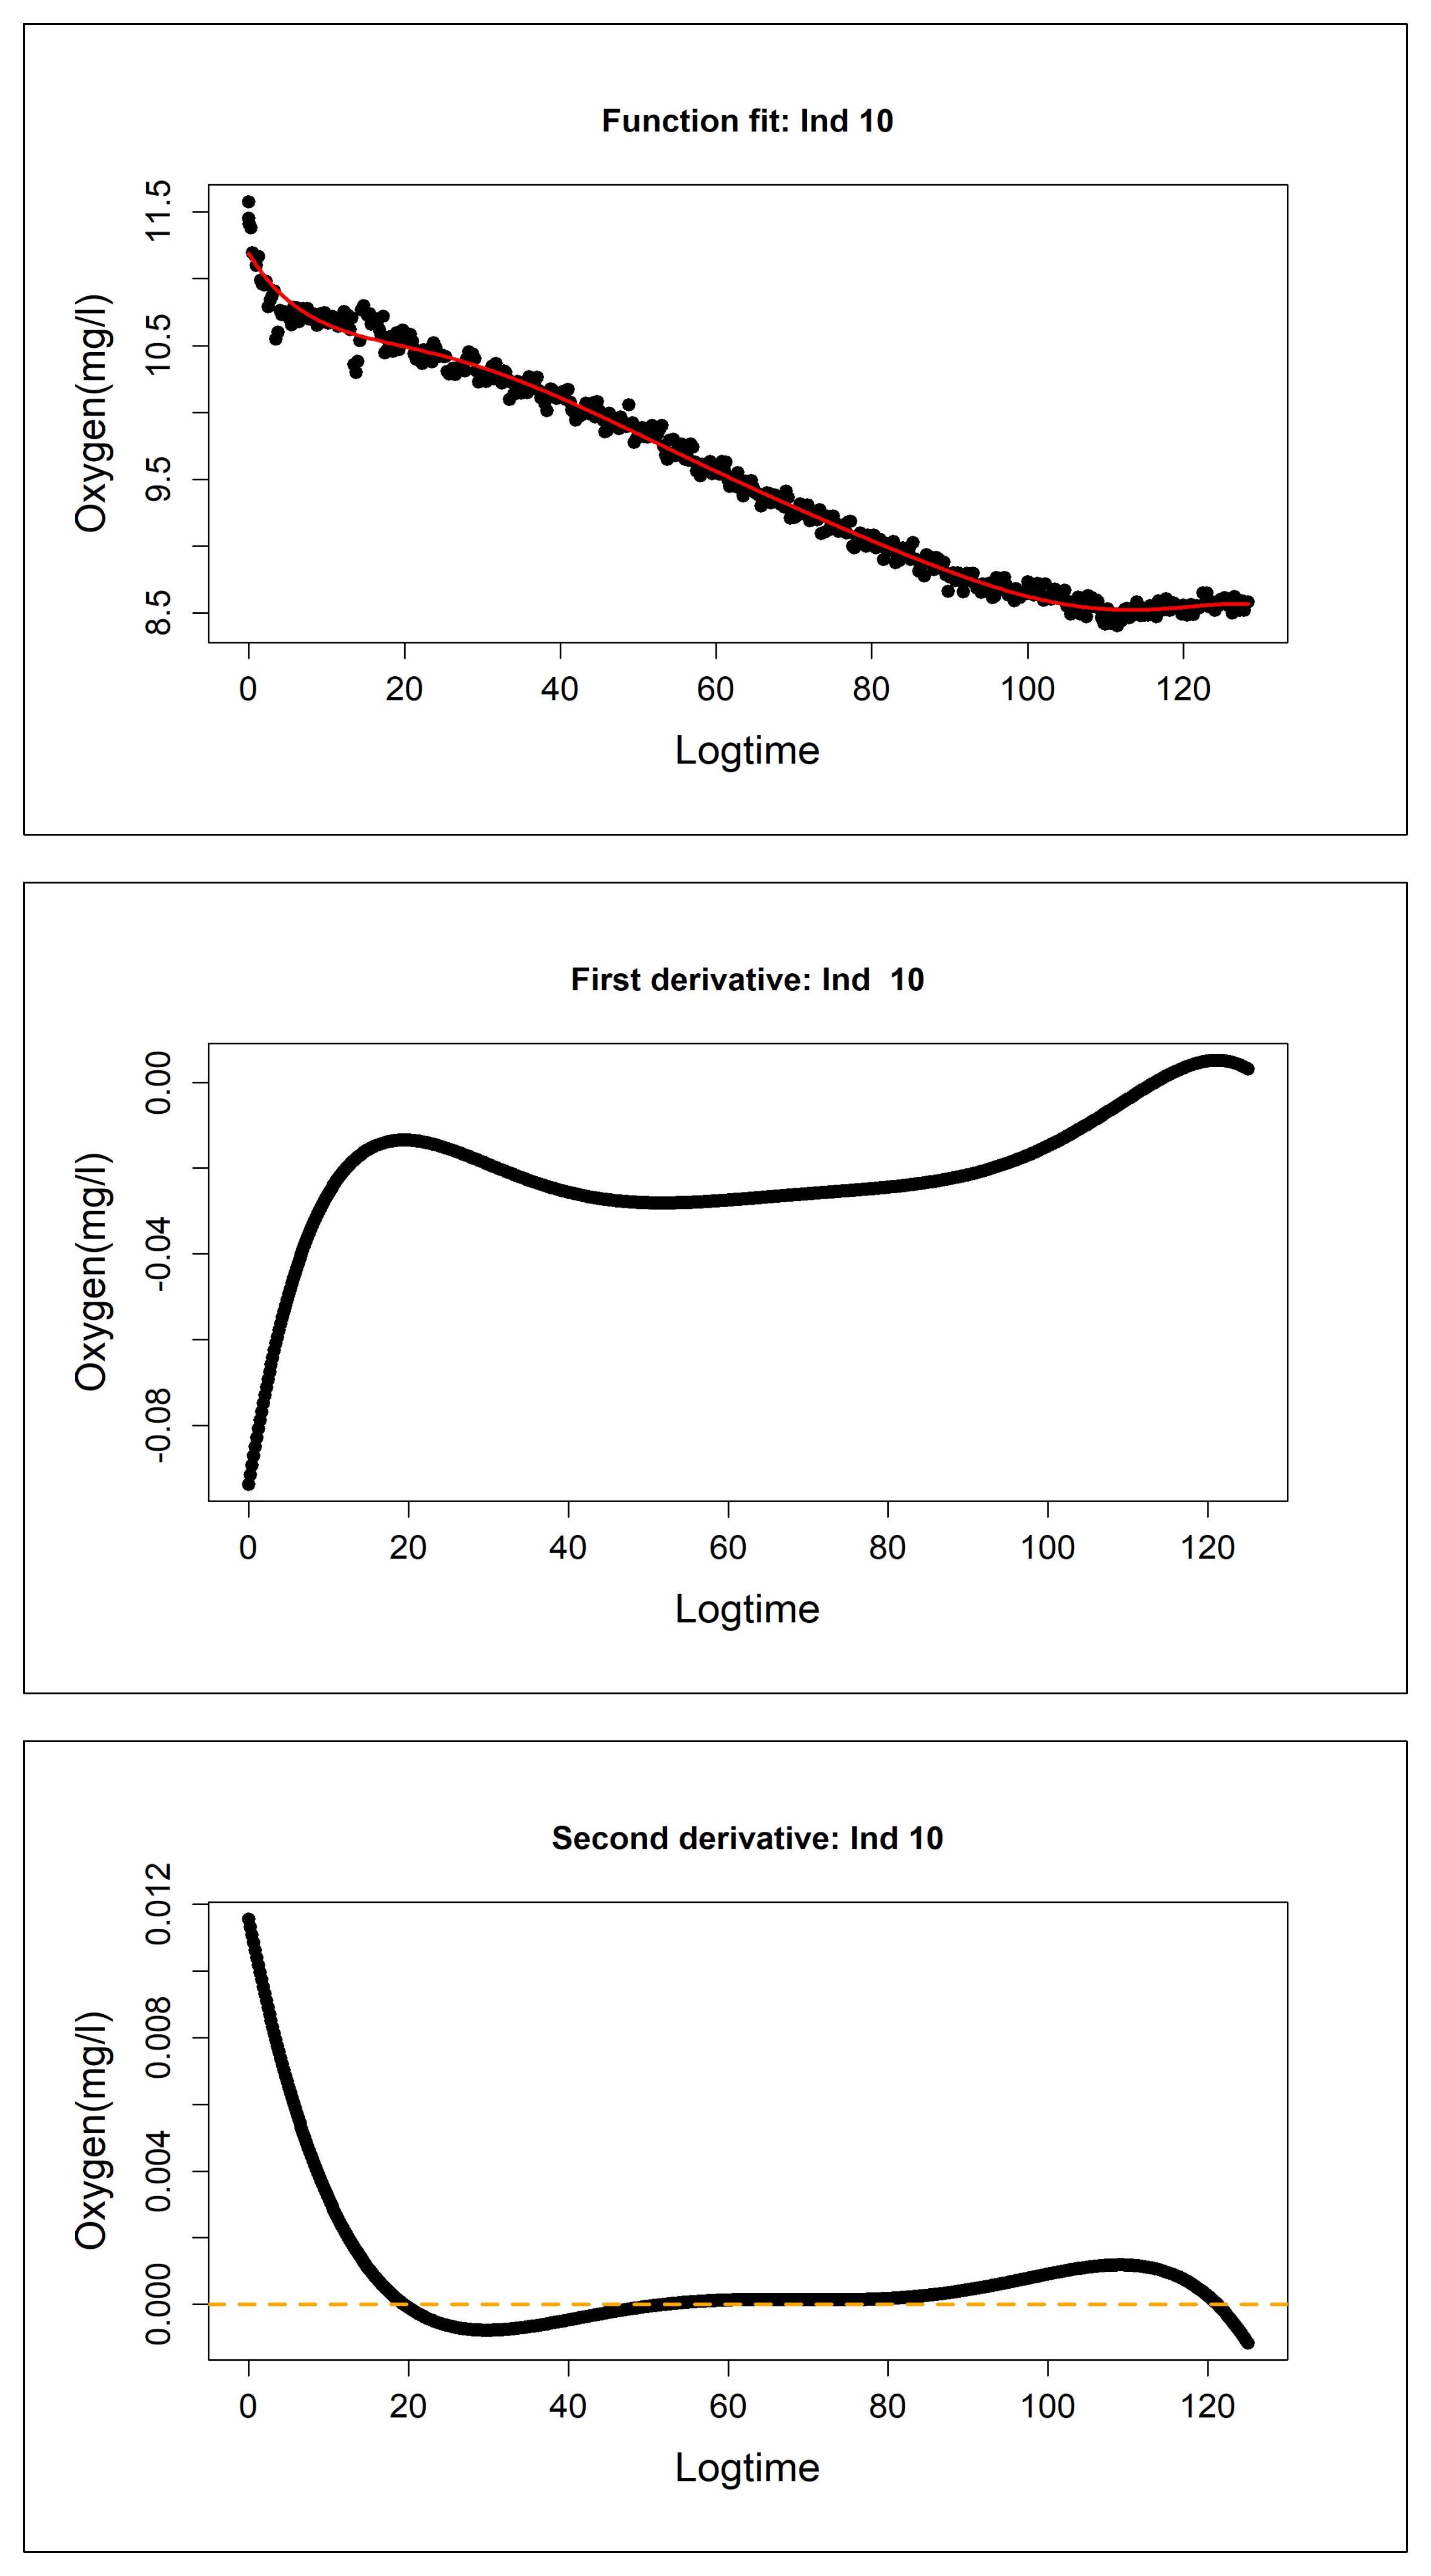 Function fit: Ind 10
Oxygen(mg/l)
11.5
10.5
9.5
8.5
0 20 40 60 80 100 120
Logtime
First derivative: Ind  10
Oxygen(mg/l)
0.00
-0.04
-0.08
0 20 40 60 80 100 120
Logtime
Second derivative: Ind 10
Oxygen(mg/l)
0.012
0.008
0.004
0.000
0 20 40 60 80 100 120
Logtime